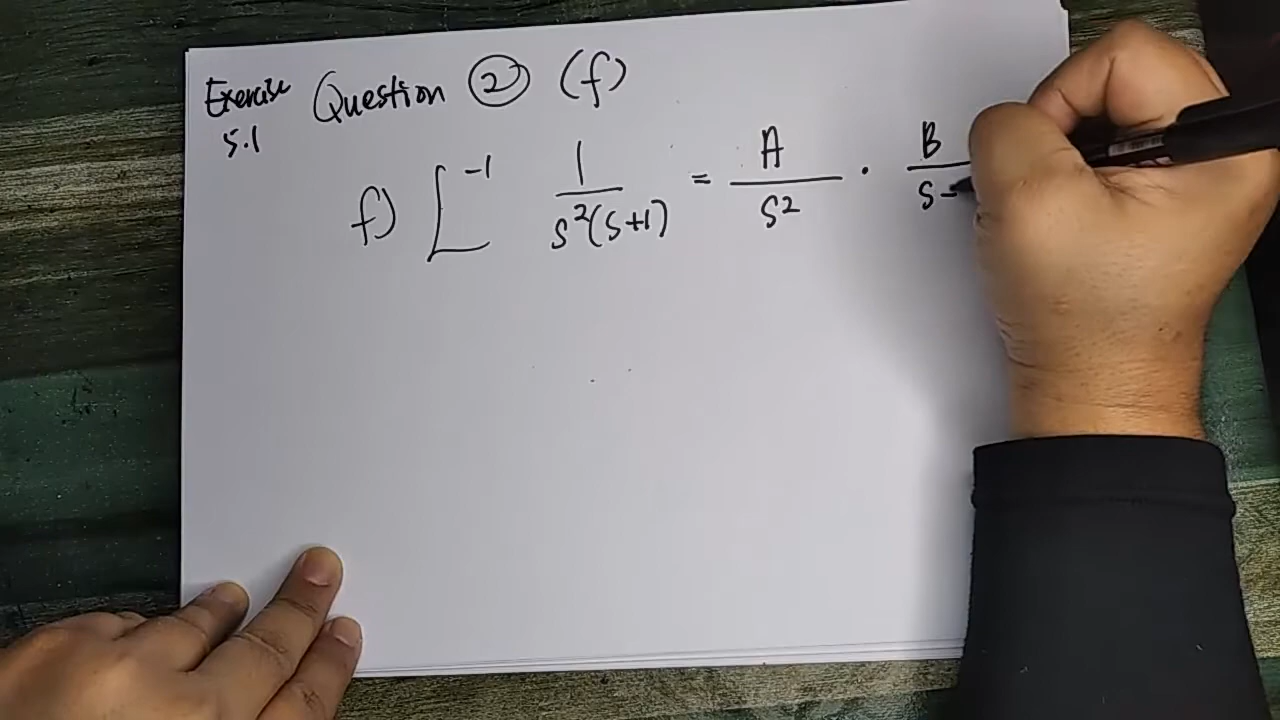 Exercise Question ② (f)
5.1
f) L⁻¹ 1/s²(s+1) = A/s² · B/s-